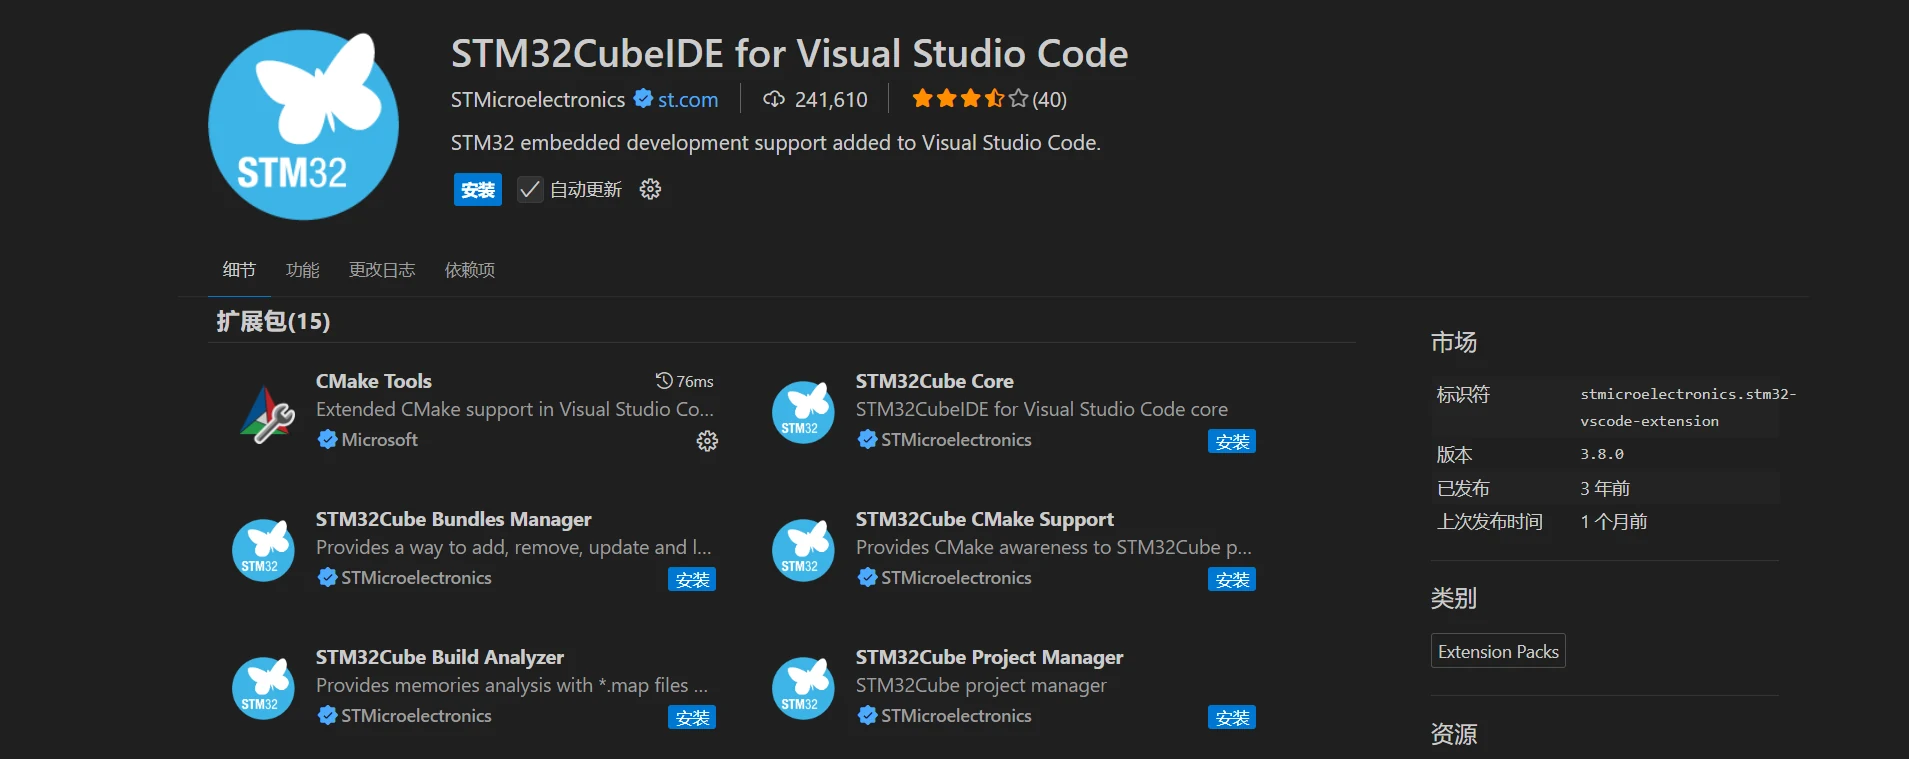 STM32CubeIDE for Visual Studio Code
STMicroelectronics st.com 241,610 (40)
STM32 embedded development support added to Visual Studio Code.
安装 自动更新
STM32
细节 功能 更改日志 依赖项
扩展包(15)
CMake Tools 76ms
Extended CMake support in Visual Studio Co...
Microsoft
STM32Cube Core
STM32CubeIDE for Visual Studio Code core
STMicroelectronics 安装
STM32
STM32Cube Bundles Manager
Provides a way to add, remove, update and l...
STMicroelectronics 安装
STM32
STM32Cube CMake Support
Provides CMake awareness to STM32Cube p...
STMicroelectronics 安装
STM32
STM32Cube Build Analyzer
Provides memories analysis with *.map files ...
STMicroelectronics 安装
STM32
STM32Cube Project Manager
STM32Cube project manager
STMicroelectronics 安装
STM32
市场
标识符 stmicroelectronics.stm32-
vscode-extension
版本 3.8.0
已发布 3 年前
上次发布时间 1 个月前
类别
Extension Packs
资源